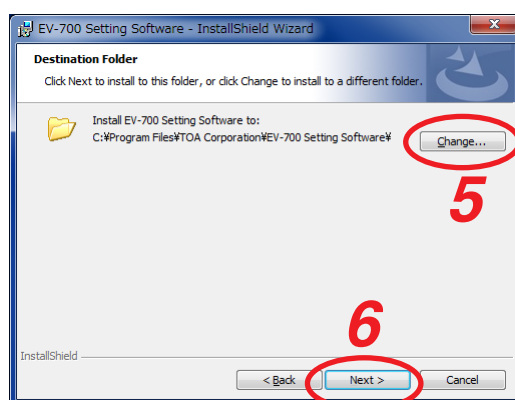 EV-700 Setting Software - InstallShield Wizard
Destination Folder
Click Next to install to this folder, or click Change to install to a different folder.
Install EV-700 Setting Software to:
C:¥Program Files¥TOA Corporation¥EV-700 Setting Software¥
Change...
5
6
InstallShield
< Back Next > Cancel